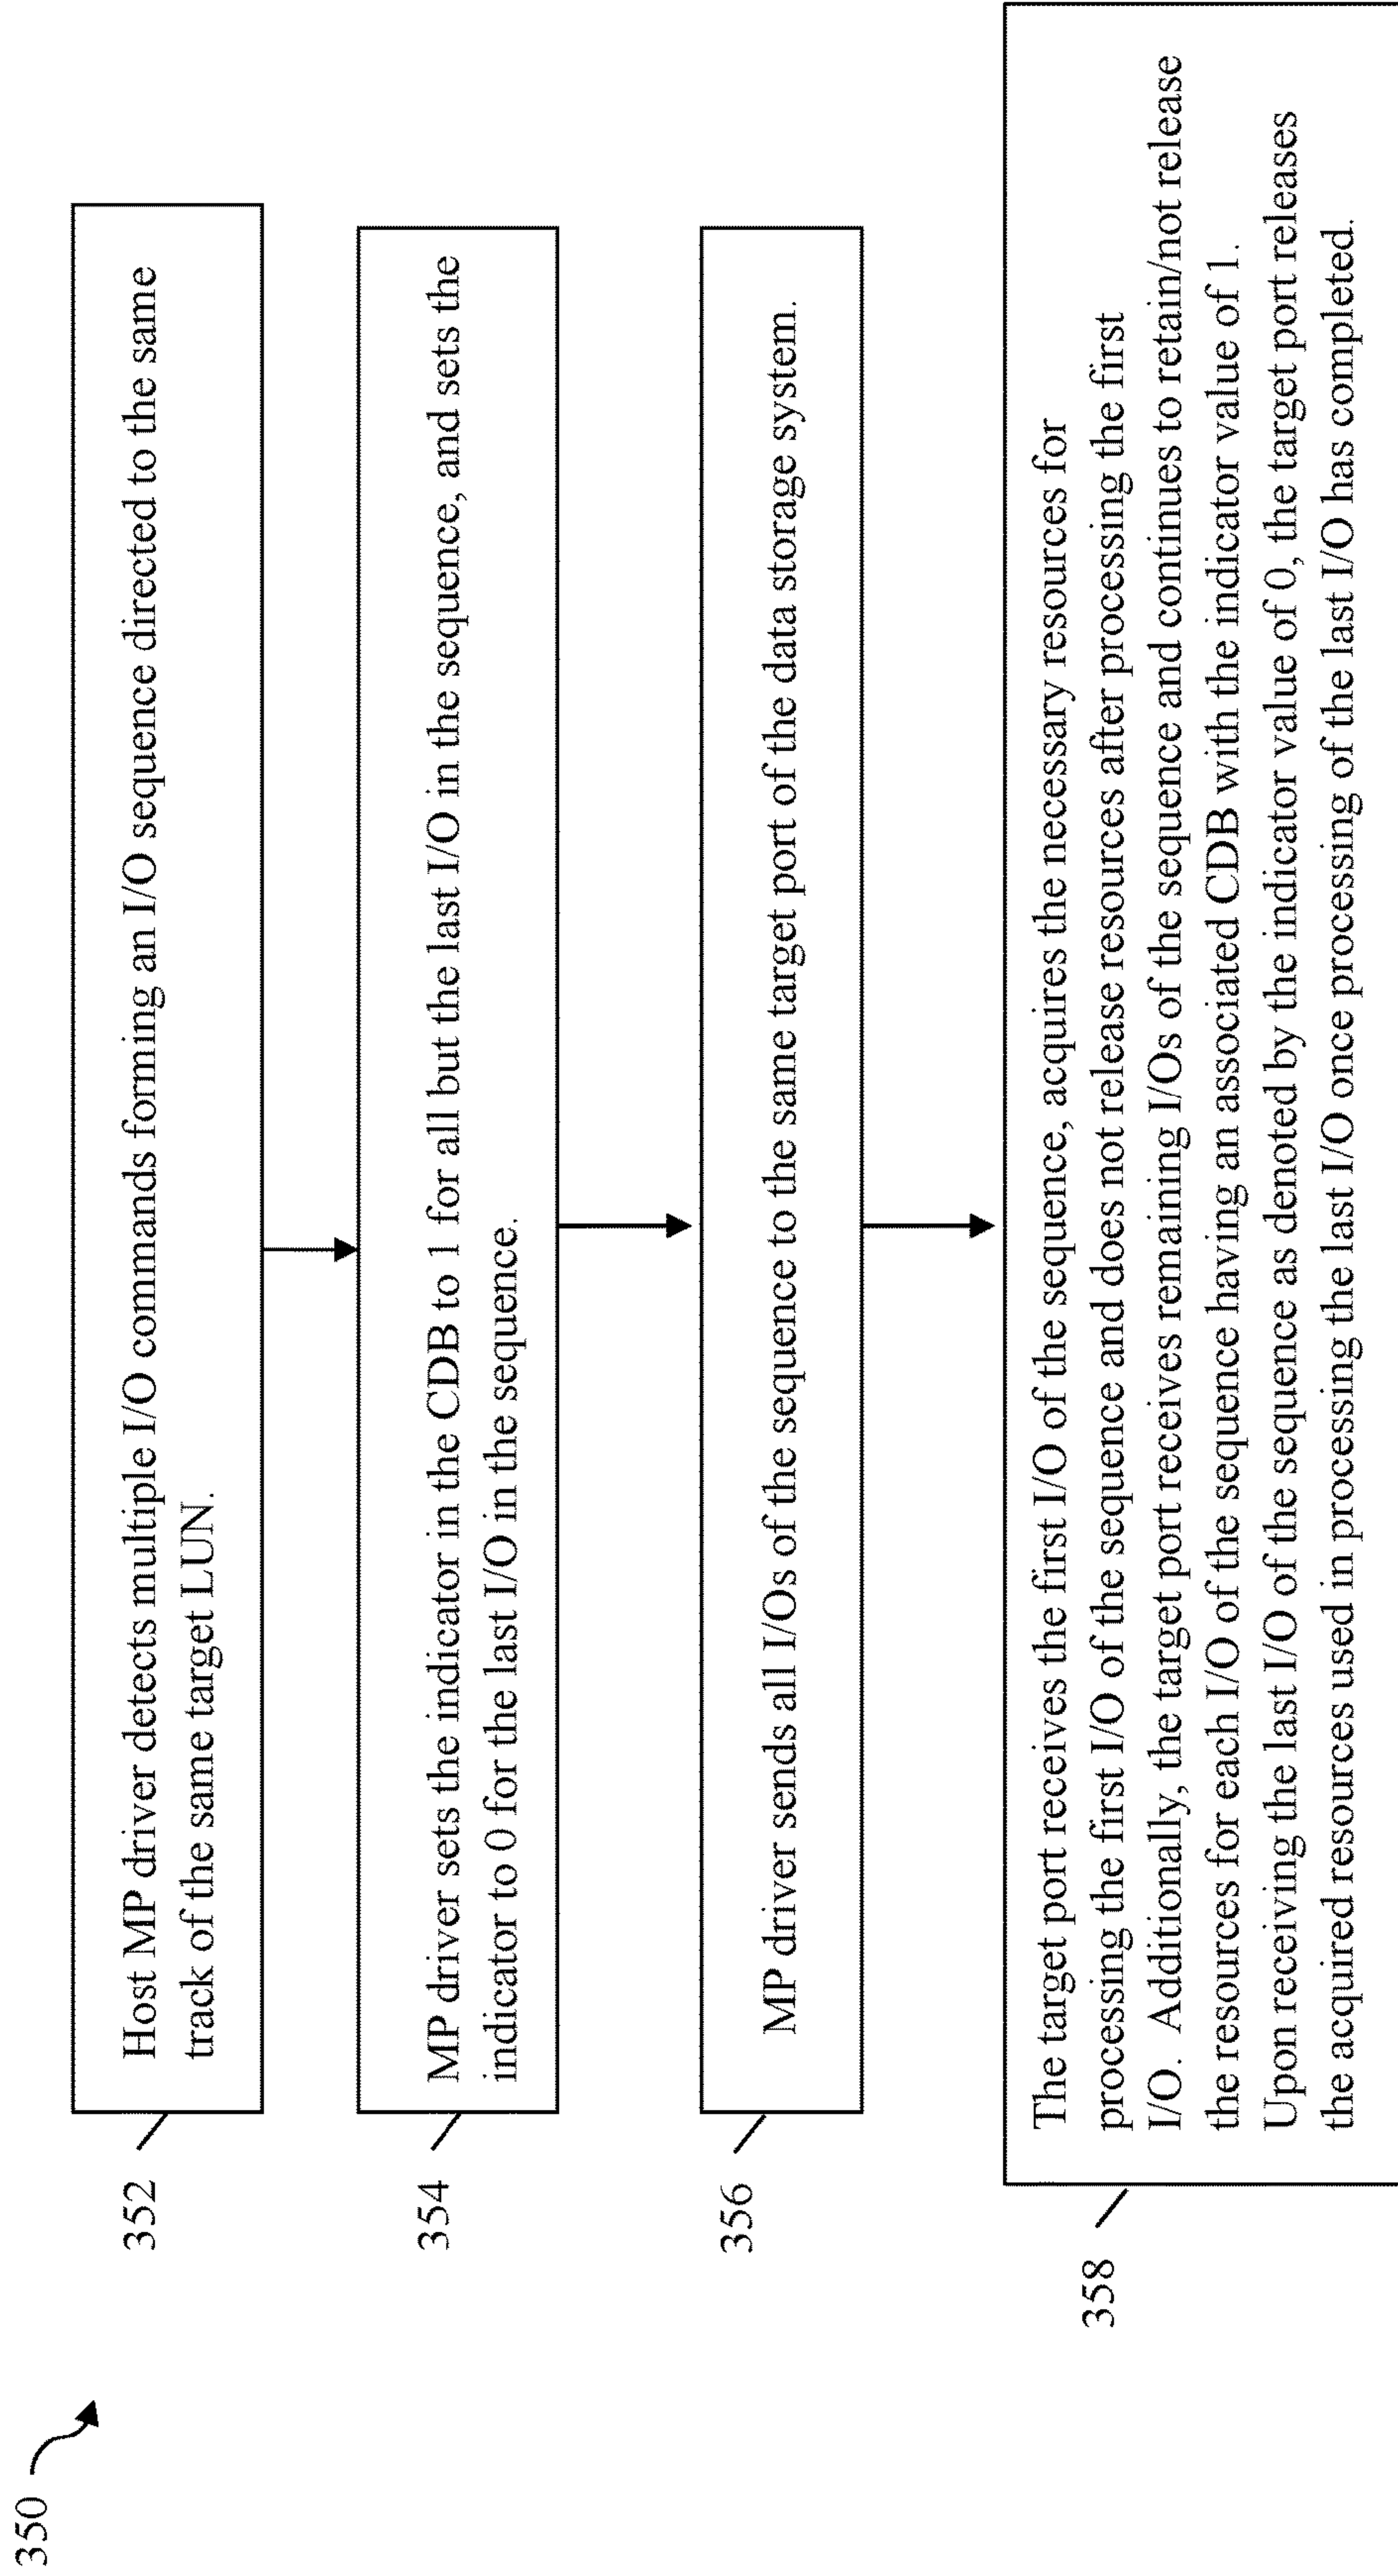 350
352
Host MP driver detects multiple I/O commands forming an I/O sequence directed to the same
track of the same target LUN.
354
MP driver sets the indicator in the CDB to 1 for all but the last I/O in the sequence, and sets the
indicator to 0 for the last I/O in the sequence.
356
MP driver sends all I/Os of the sequence to the same target port of the data storage system.
358
The target port receives the first I/O of the sequence, acquires the necessary resources for
processing the first I/O of the sequence and does not release resources after processing the first
I/O. Additionally, the target port receives remaining I/Os of the sequence and continues to retain/not release
the resources for each I/O of the sequence having an associated CDB with the indicator value of 1.
Upon receiving the last I/O of the sequence as denoted by the indicator value of 0, the target port releases
the acquired resources used in processing the last I/O once processing of the last I/O has completed.